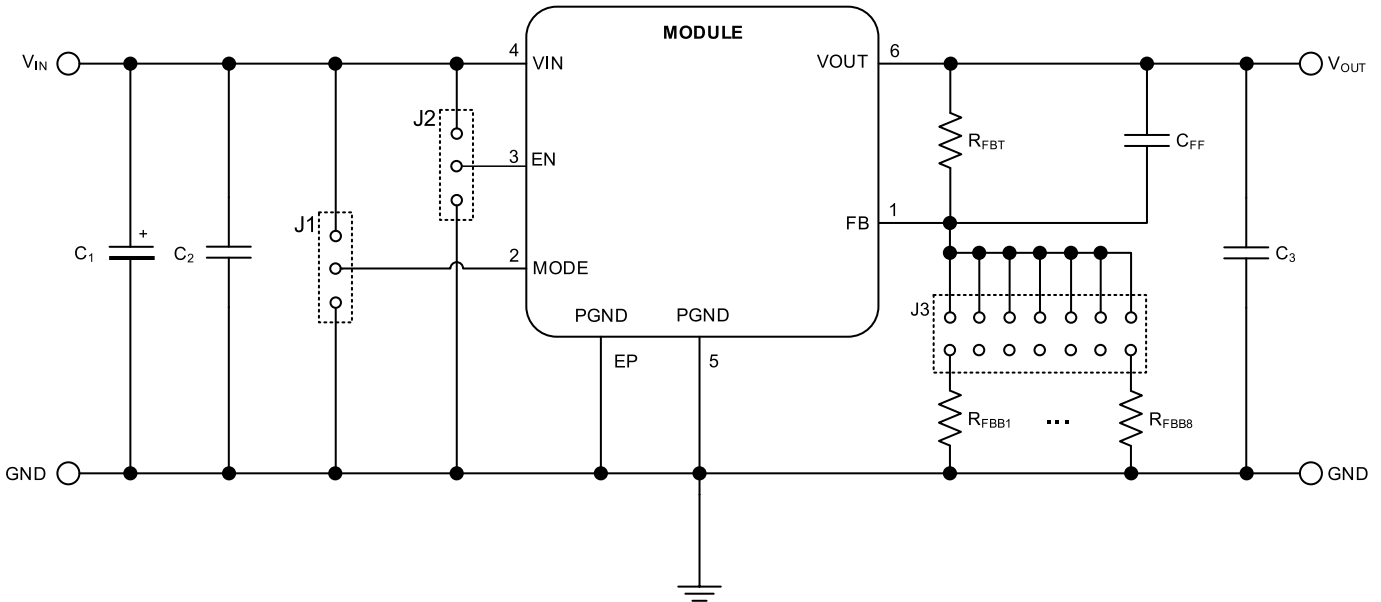 MODULE
VIN
4
VIN
VOUT
6
VOUT
J2
RFBT
CFF
3
EN
J1
1
FB
+
C1
C2
2
MODE
C3
J3
PGND
PGND
EP
5
RFBB1
...
RFBB8
GND
GND